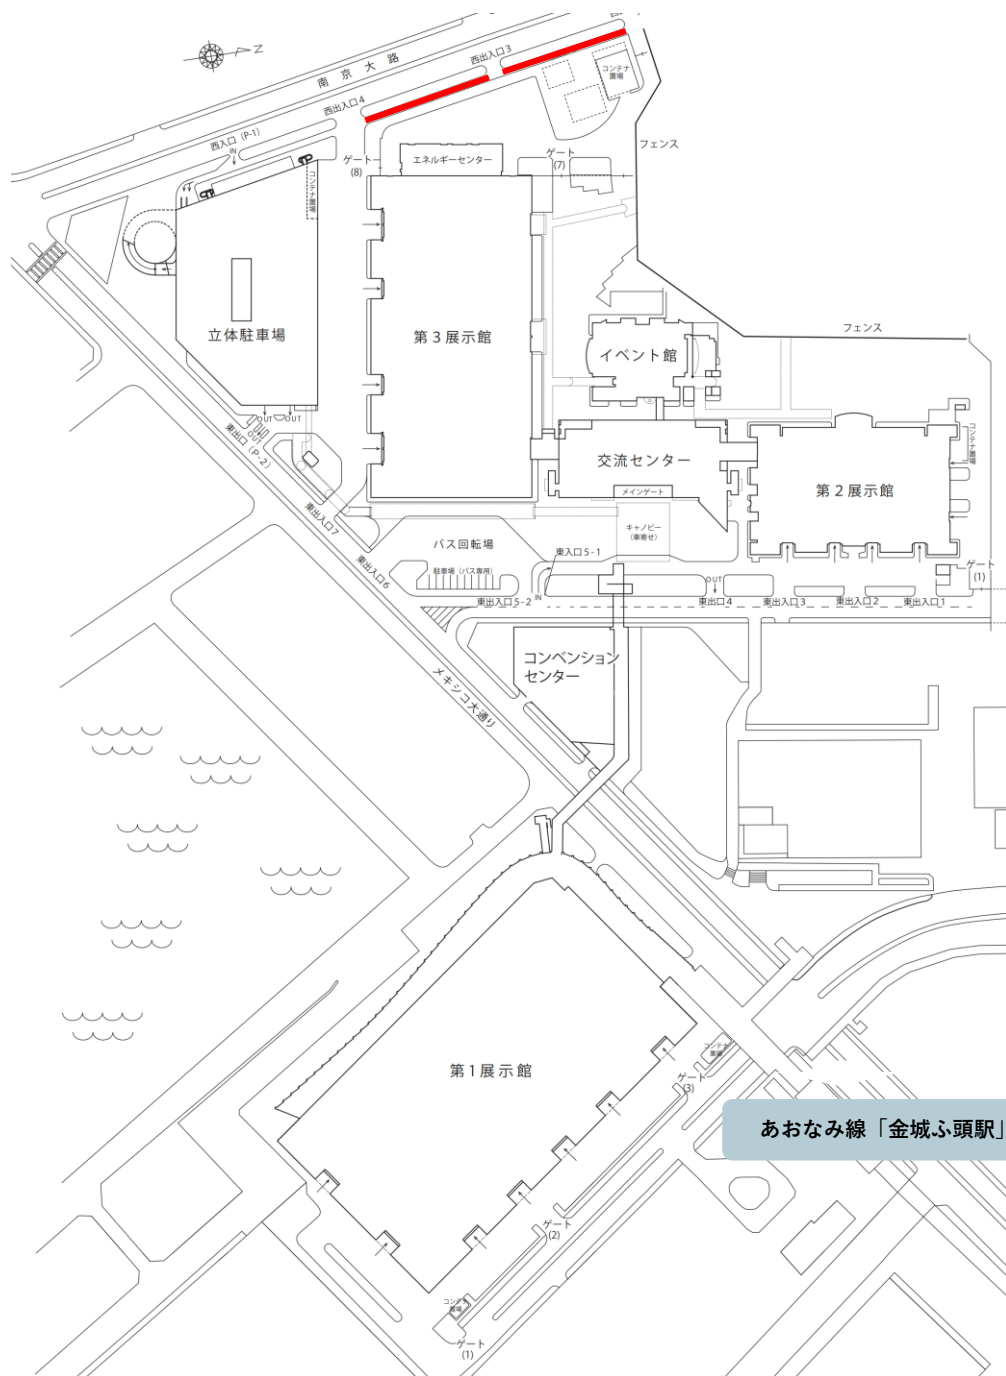 西出入口3
コンテナ
置場
N
南京大路
西出入口4
西入口 (P-1)
IN
フェンス
ゲート
(8)
エネルギーセンター
ゲート
(7)
コンテナ置場
立体駐車場
第3展示館
イベント館
フェンス
OUT
OUT
OUT
東出口 (P-2)
交流センター
メインゲート
第2展示館
コンテナ置場
キャノピー
(車寄せ)
東出入口7
バス回転場
東入口5-1
東出入口6
駐車場 (バス専用)
ゲート
(1)
東出入口5-2
IN
OUT
東出口4
東出入口3
東出入口2
東出入口1
コンベンション
センター
メキシコ大通り
第1展示館
コンテナ
置場
ゲート
(3)
あおなみ線「金城ふ頭駅」
ゲート
(2)
コンテナ
置場
ゲート
(1)